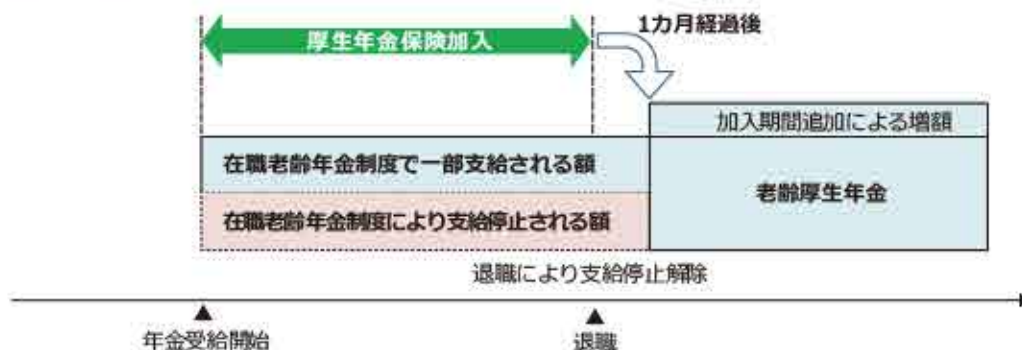 1カ月経過後
厚生年金保険加入
加入期間追加による増額
在職老齢年金制度で一部支給される額
老齢厚生年金
在職老齢年金制度により支給停止される額
退職により支給停止解除
年金受給開始
退職